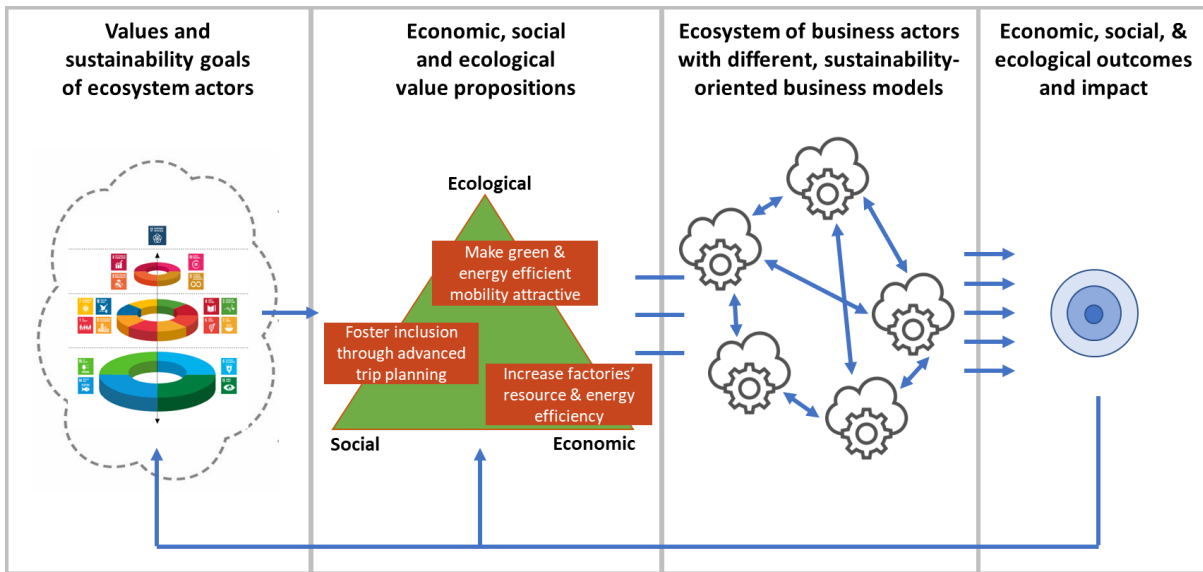 Values and
sustainability goals
of ecosystem actors
Economic, social
and ecological
value propositions
Ecosystem of business actors
with different, sustainability-
oriented business models
Economic, social, &
ecological outcomes
and impact
Ecological
Make green &
energy efficient
mobility attractive
Foster inclusion
through advanced
trip planning
Increase factories’
resource & energy
efficiency
Social
Economic